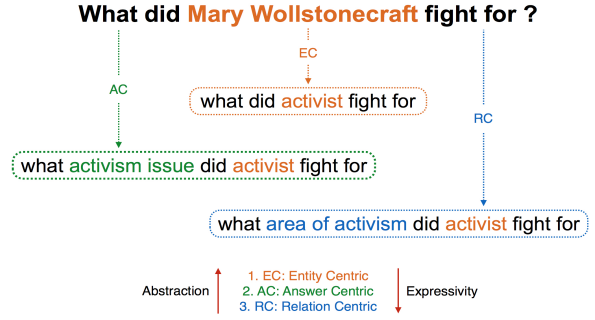 What did Mary Wollstonecraft fight for ?
EC
AC
what did activist fight for
RC
what activism issue did activist fight for
what area of activism did activist fight for
Abstraction
1. EC: Entity Centric
2. AC: Answer Centric
3. RC: Relation Centric
Expressivity